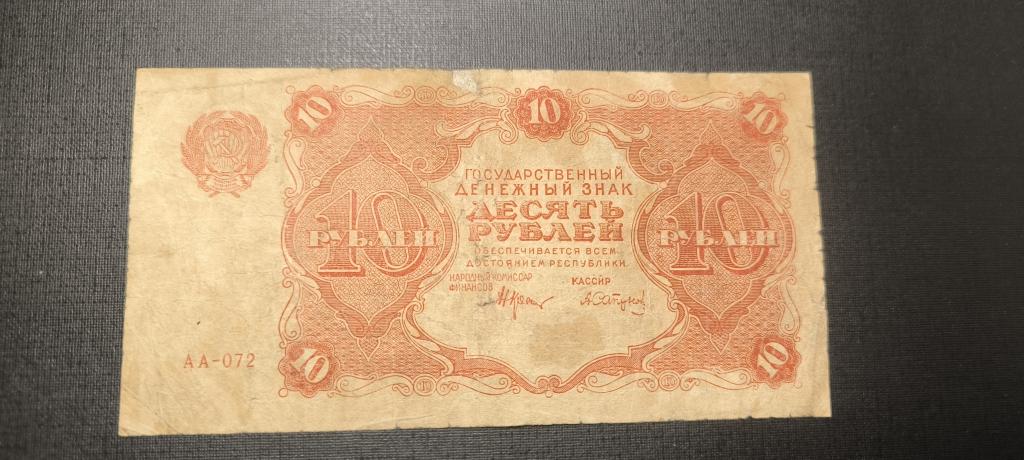 10 10 10
ГОСУДАРСТВЕННЫЙ
ДЕНЕЖНЫЙ ЗНАК
ДЕСЯТЬ
РУБЛЕЙ
10 РУБЛЕЙ
10 РУБЛЕЙ
ОБЕСПЕЧИВАЕТСЯ ВСЕМ
ДОСТОЯНИЕМ РЕСПУБЛИКИ.
НАРОДНЫЙ КОМИССАР
ФИНАНСОВ
КАССИР
АА-072
10 10